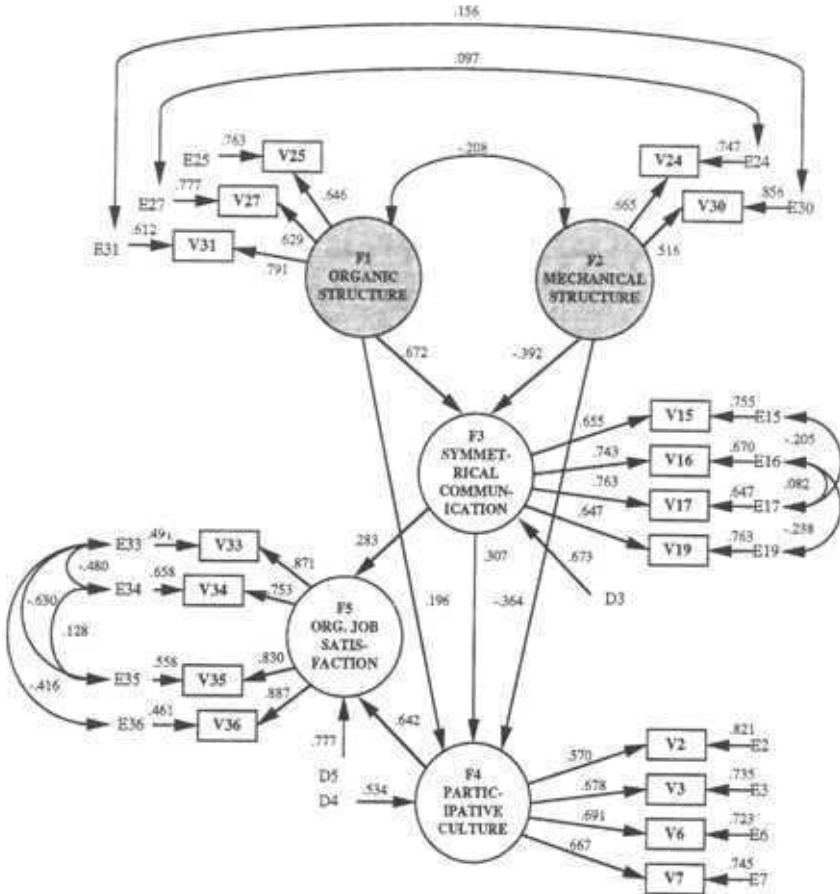 .156
.097
-.208
.763
E25
V25
.646
.777
E27
V27
.629
.612
E31
V31
.791
F1
ORGANIC
STRUCTURE
V24
.747
E24
.665
V30
.856
E30
.516
F2
MECHANICAL
STRUCTURE
.672
-.392
F3
SYMMET-
RICAL
COMMUN-
ICATION
.655
V15
.755
E15
-.205
.743
V16
.670
E16
.082
.763
V17
.647
E17
.647
V19
.763
E19
-.238
.673
D3
.283
.307
.196
-.364
E33
.491
V33
.871
-.480
E34
.658
V34
.753
-.630
.128
E35
.558
V35
.830
-.416
E36
.461
V36
.887
F5
ORG. JOB
SATIS-
FACTION
.642
.777
D5
D4
.534
F4
PARTIC-
IPATIVE
CULTURE
.570
V2
.821
E2
.678
V3
.735
E3
.691
V6
.723
E6
.667
V7
.745
E7